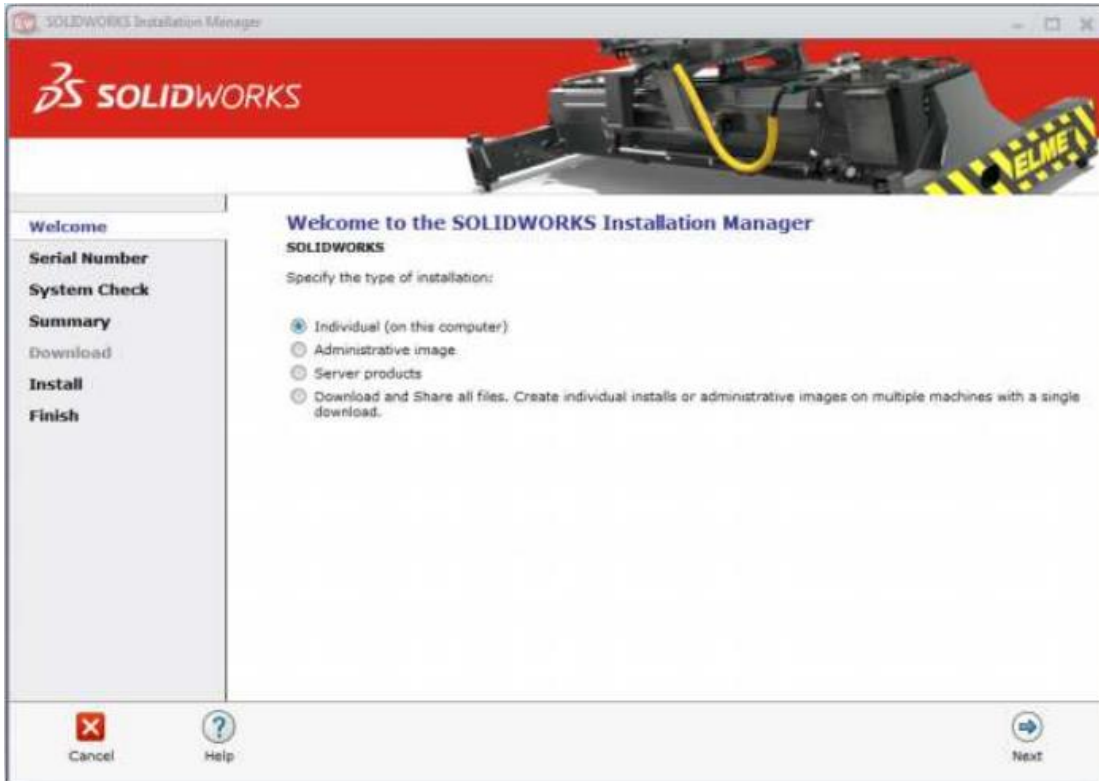 SOLIDWORKS Installation Manager
SOLIDWORKS
ELME
Welcome
Serial Number
System Check
Summary
Download
Install
Finish
Welcome to the SOLIDWORKS Installation Manager
SOLIDWORKS
Specify the type of installation:
Individual (on this computer)
Administrative image
Server products
Download and Share all files. Create individual installs or administrative images on multiple machines with a single
download.
Cancel
Help
Next